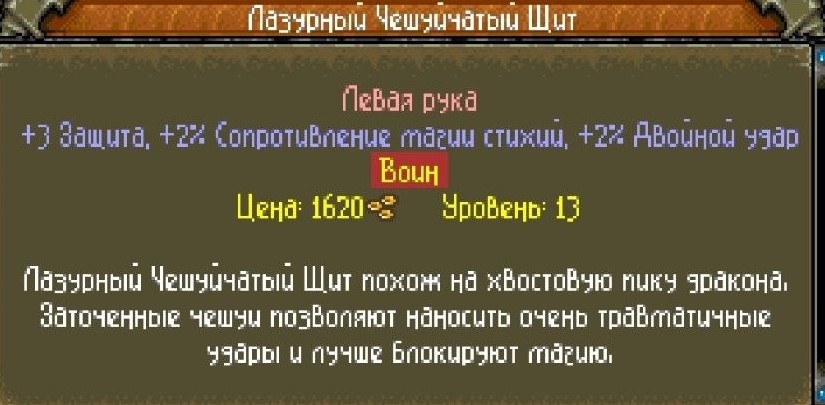 Лазурный Чешуйчатый Щит
Левая рука
+3 Защита, +2% Сопротивление магии стихий, +2% Двойной удар
Воин
Цена: 1620 Уровень: 13
Лазурный Чешуйчатый Щит похож на хвостовую пику дракона.
Заточенные чешуи позволяют наносить очень травматичные
удары и лучше блокируют магию.